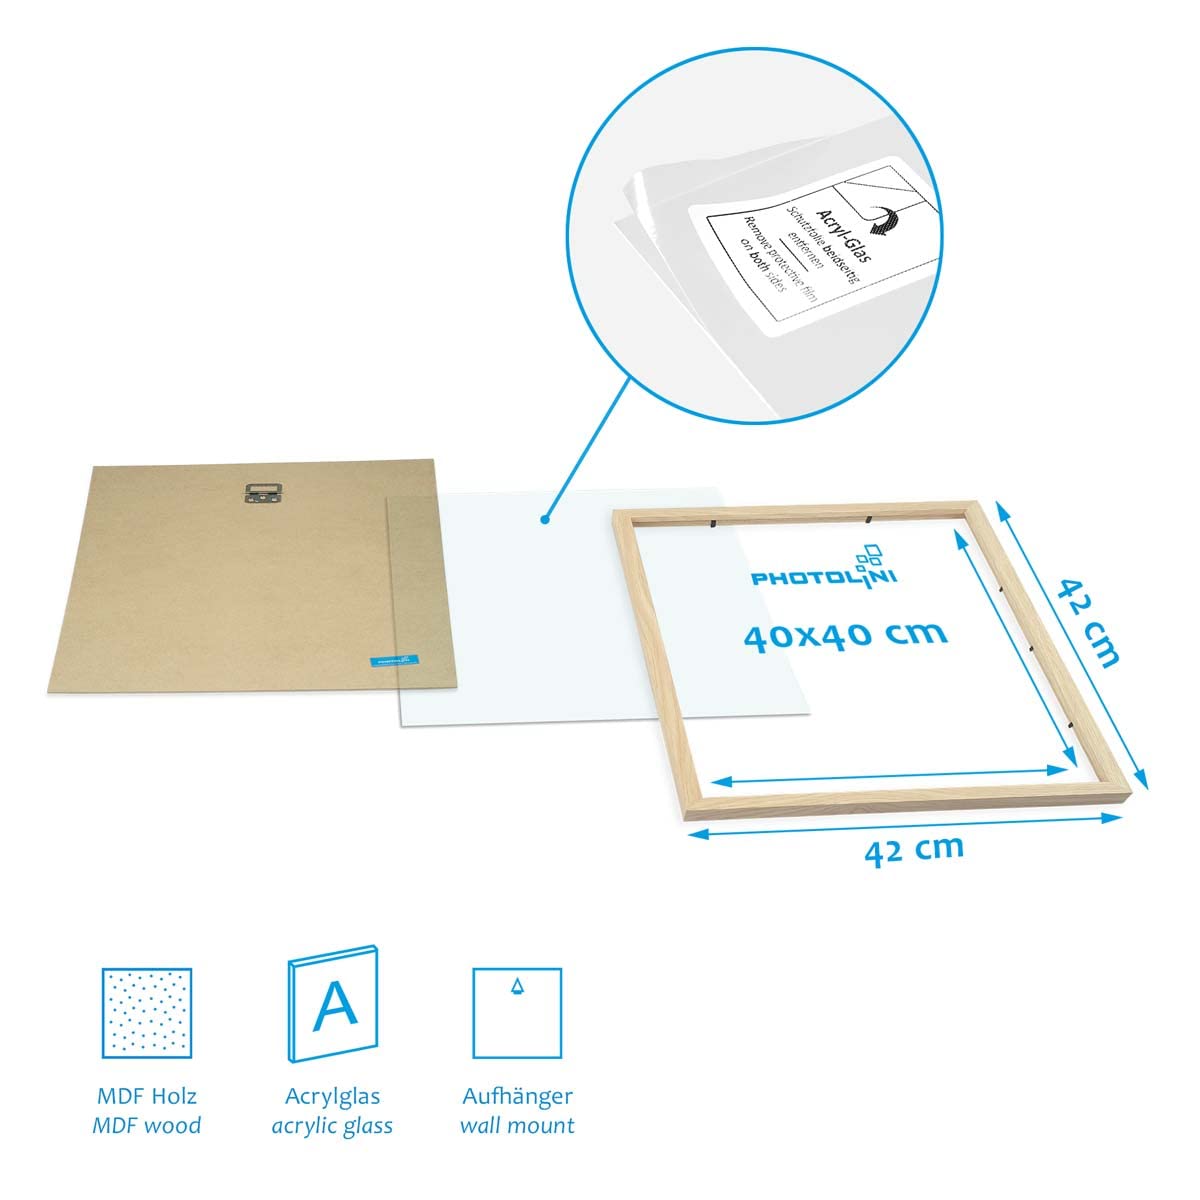 Acryl-Glas
Schutzfolie beidseitig
entfernen
Remove protective film
on both sides
PHOTOLINI
PHOTOLINI
40x40 cm
42 cm
42 cm
A
MDF Holz
MDF wood
Acrylglas
acrylic glass
Aufhänger
wall mount